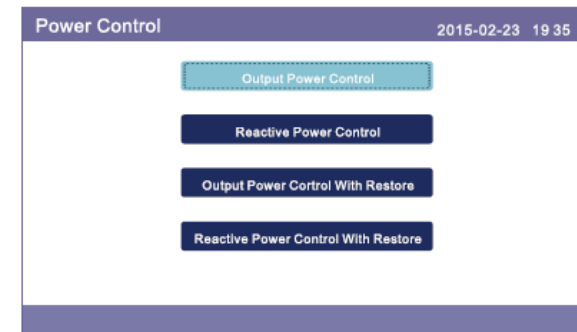 Power Control
2015-02-23 19 35
Output Power Control
Reactive Power Control
Output Power Cortrol With Restore
Reactive Power Control With Restore